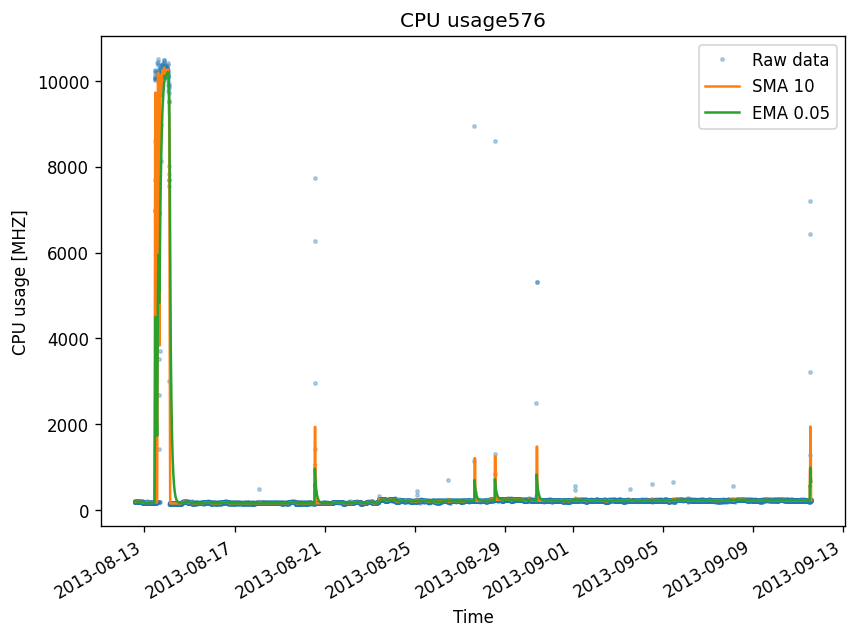 CPU usage576
Raw data
SMA 10
EMA 0.05
CPU usage [MHZ]
10000
8000
6000
4000
2000
0
2013-08-13
2013-08-17
2013-08-21
2013-08-25
2013-08-29
2013-09-01
2013-09-05
2013-09-09
2013-09-13
Time